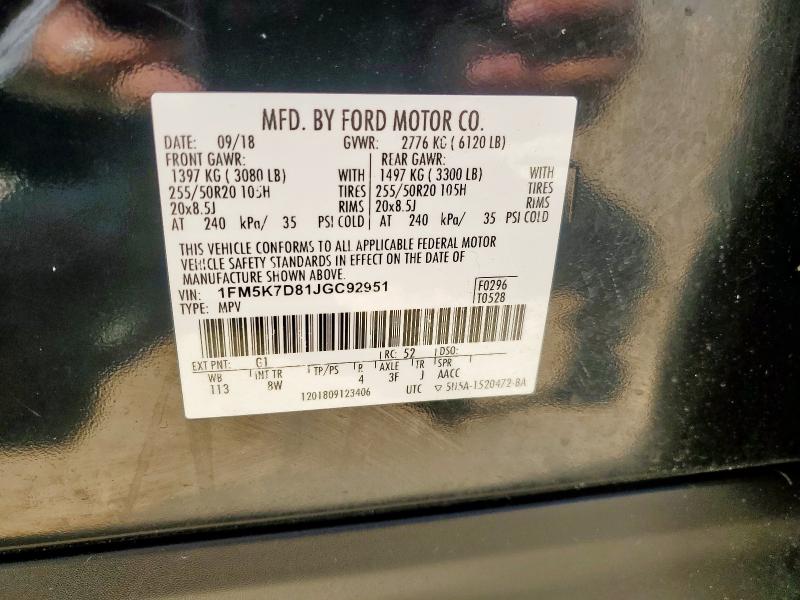 MFD. BY FORD MOTOR CO.
DATE: 09/18 GVWR: 2776 KG ( 6120 LB)
FRONT GAWR: REAR GAWR:
1397 KG ( 3080 LB) WITH 1497 KG ( 3300 LB) WITH
255/50R20 105H TIRES 255/50R20 105H TIRES
20x8.5J RIMS 20x8.5J RIMS
AT 240 kPa/ 35 PSI COLD AT 240 kPa/ 35 PSI COLD
THIS VEHICLE CONFORMS TO ALL APPLICABLE FEDERAL MOTOR
VEHICLE SAFETY STANDARDS IN EFFECT ON THE DATE OF
MANUFACTURE SHOWN ABOVE.
VIN: 1FM5K7D81JGC92951 F0296
TYPE: MPV T0528
EXT PNT: G1 RC: 52 DSO:
WB INT TR TP/PS R AXLE TR SPR
113 8W 4 3F J AACC
1201809123406 UTC